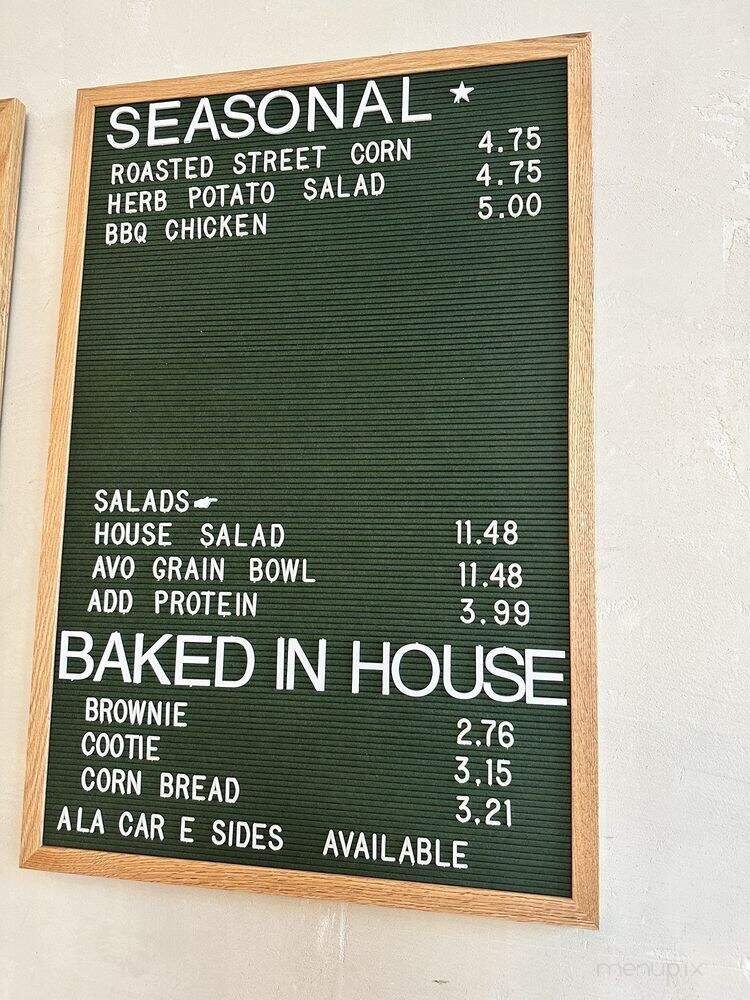 SEASONAL ★
ROASTED STREET CORN 4.75
HERB POTATO SALAD 4.75
BBQ CHICKEN 5.00
SALADS
HOUSE SALAD 11.48
AVO GRAIN BOWL 11.48
ADD PROTEIN 3.99
BAKED IN HOUSE
BROWNIE 2.76
COOTIE 3.15
CORN BREAD 3.21
ALA CAR E SIDES AVAILABLE
menupix